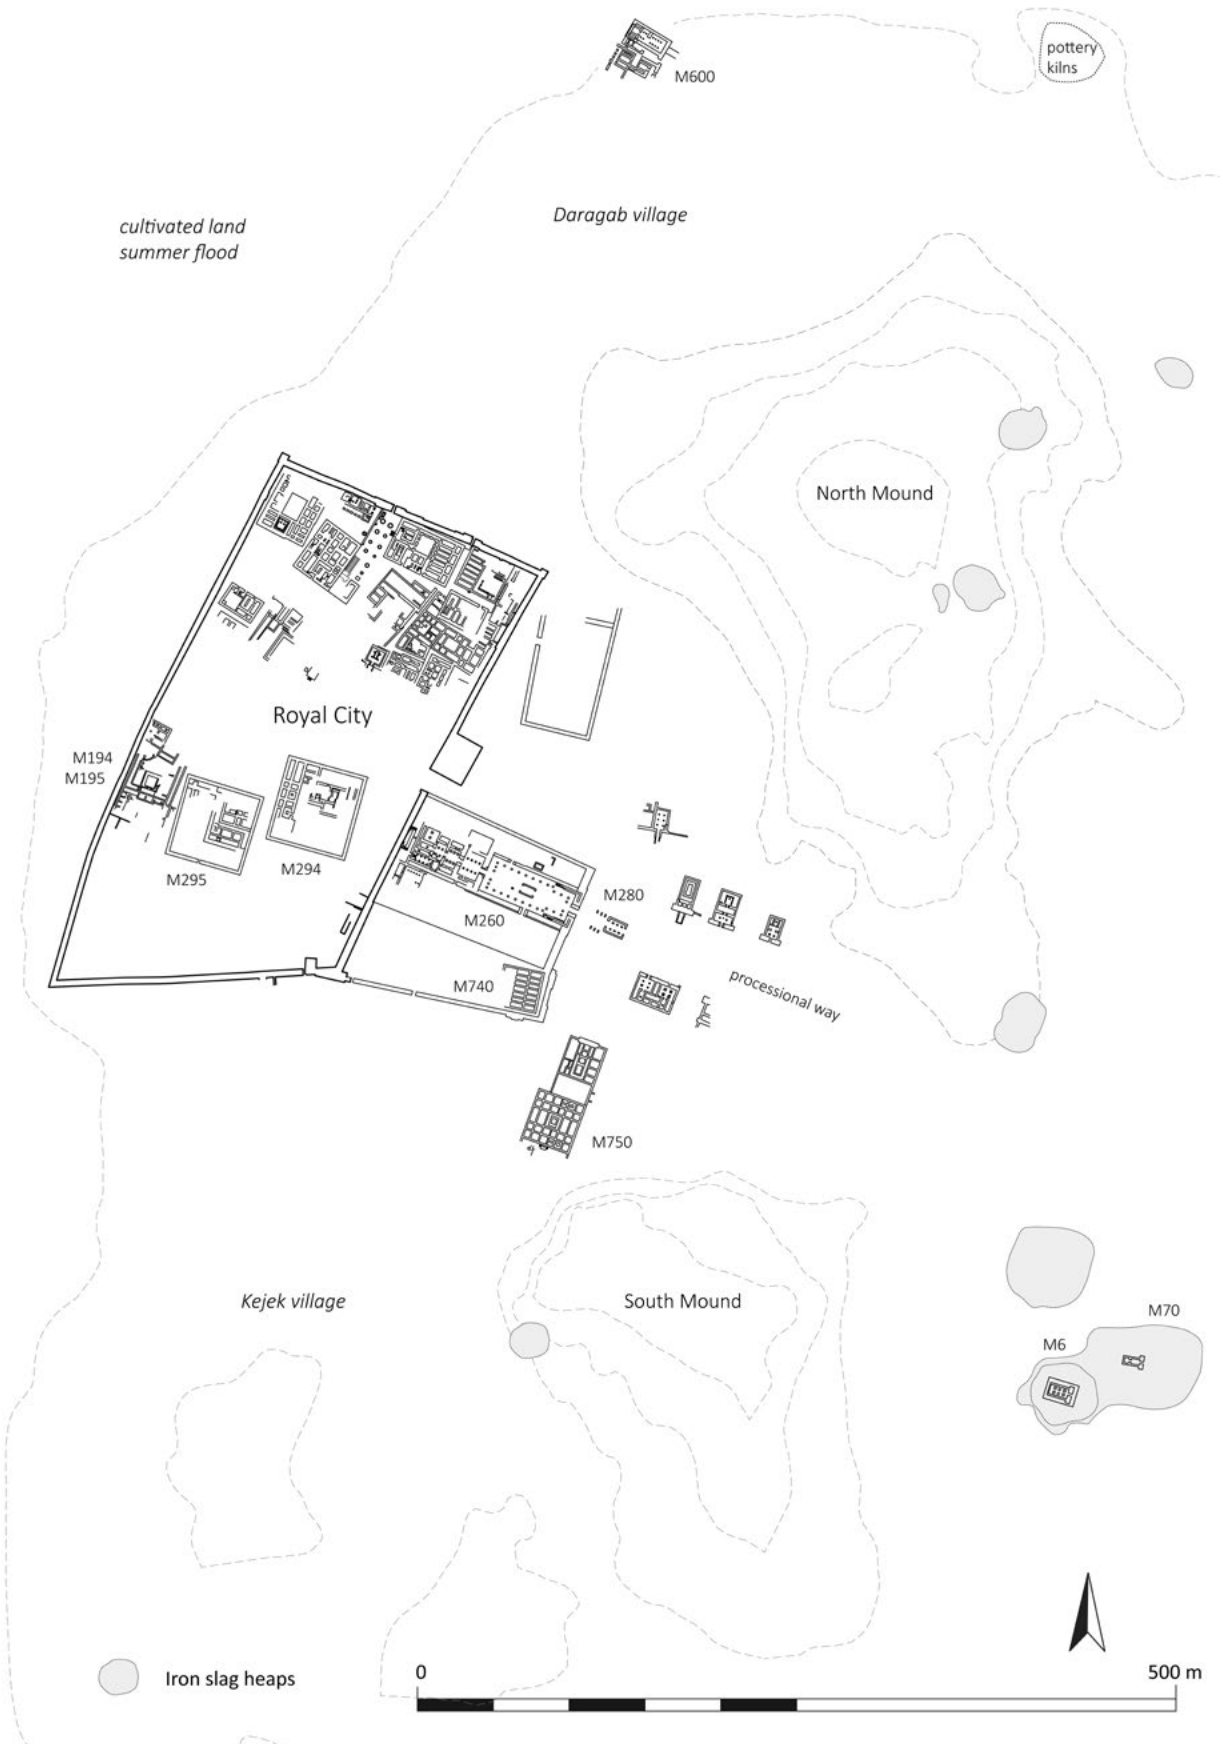 pottery
kilns
M600
cultivated land
summer flood
Daragab village
North Mound
Royal City
M194
M195
M295
M294
M280
M260
M740
processional way
M750
Kejek village
South Mound
M70
M6
Iron slag heaps
0
500 m